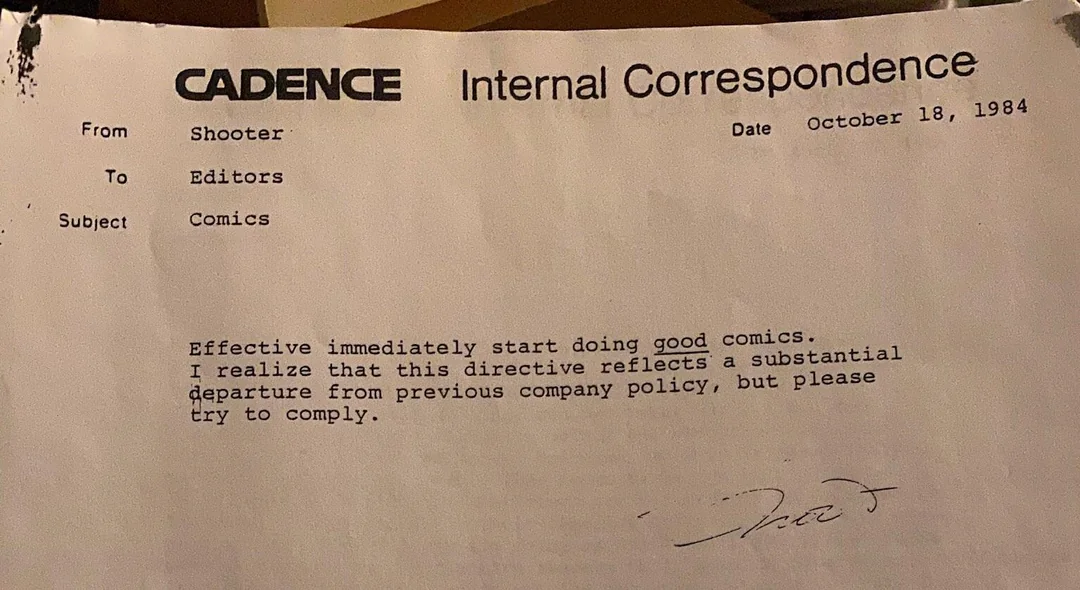 CADENCE Internal Correspondence
From Shooter Date October 18, 1984
To Editors
Subject Comics
Effective immediately start doing good comics.
I realize that this directive reflects a substantial
departure from previous company policy, but please
try to comply.